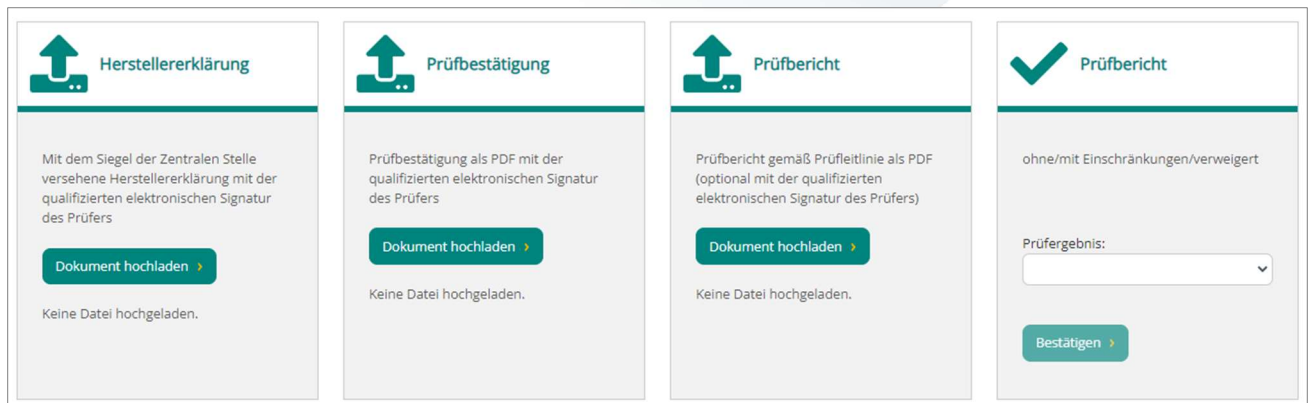 Herstellererklärung
Mit dem Siegel der Zentralen Stelle
versehene Herstellererklärung mit der
qualifizierten elektronischen Signatur
des Prüfers
Dokument hochladen ›
Keine Datei hochgeladen.
Prüfbestätigung
Prüfbestätigung als PDF mit der
qualifizierten elektronischen Signatur
des Prüfers
Dokument hochladen ›
Keine Datei hochgeladen.
Prüfbericht
Prüfbericht gemäß Prüfleitlinie als PDF
(optional mit der qualifizierten
elektronischen Signatur des Prüfers)
Dokument hochladen ›
Keine Datei hochgeladen.
Prüfbericht
ohne/mit Einschränkungen/verweigert
Prüfergebnis:
Bestätigen ›